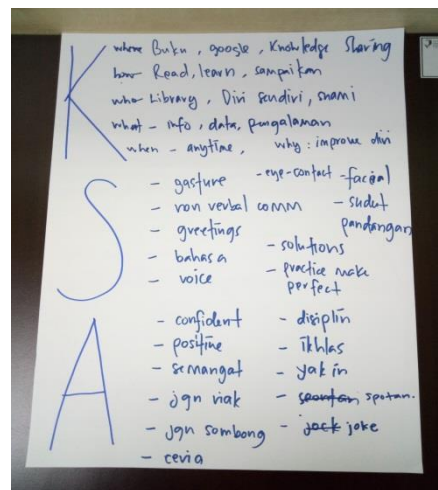 K
where Buku, google, Knowledge Sharing
how Read, learn, sampaikan
who Library, Diri sendiri, suami
what - info, data, pengalaman
when - anytime, why: improve diri
S
- gasture - eye-contact - facial
- non verbal comm - sudut pandangan
- greetings
- bahasa - solutions
- voice - practice make perfect
A
- confident - disiplin
- positive - ikhlas
- semangat - yakin
- jgn riak - spotan.
- jgn sombong - joke
- ceria